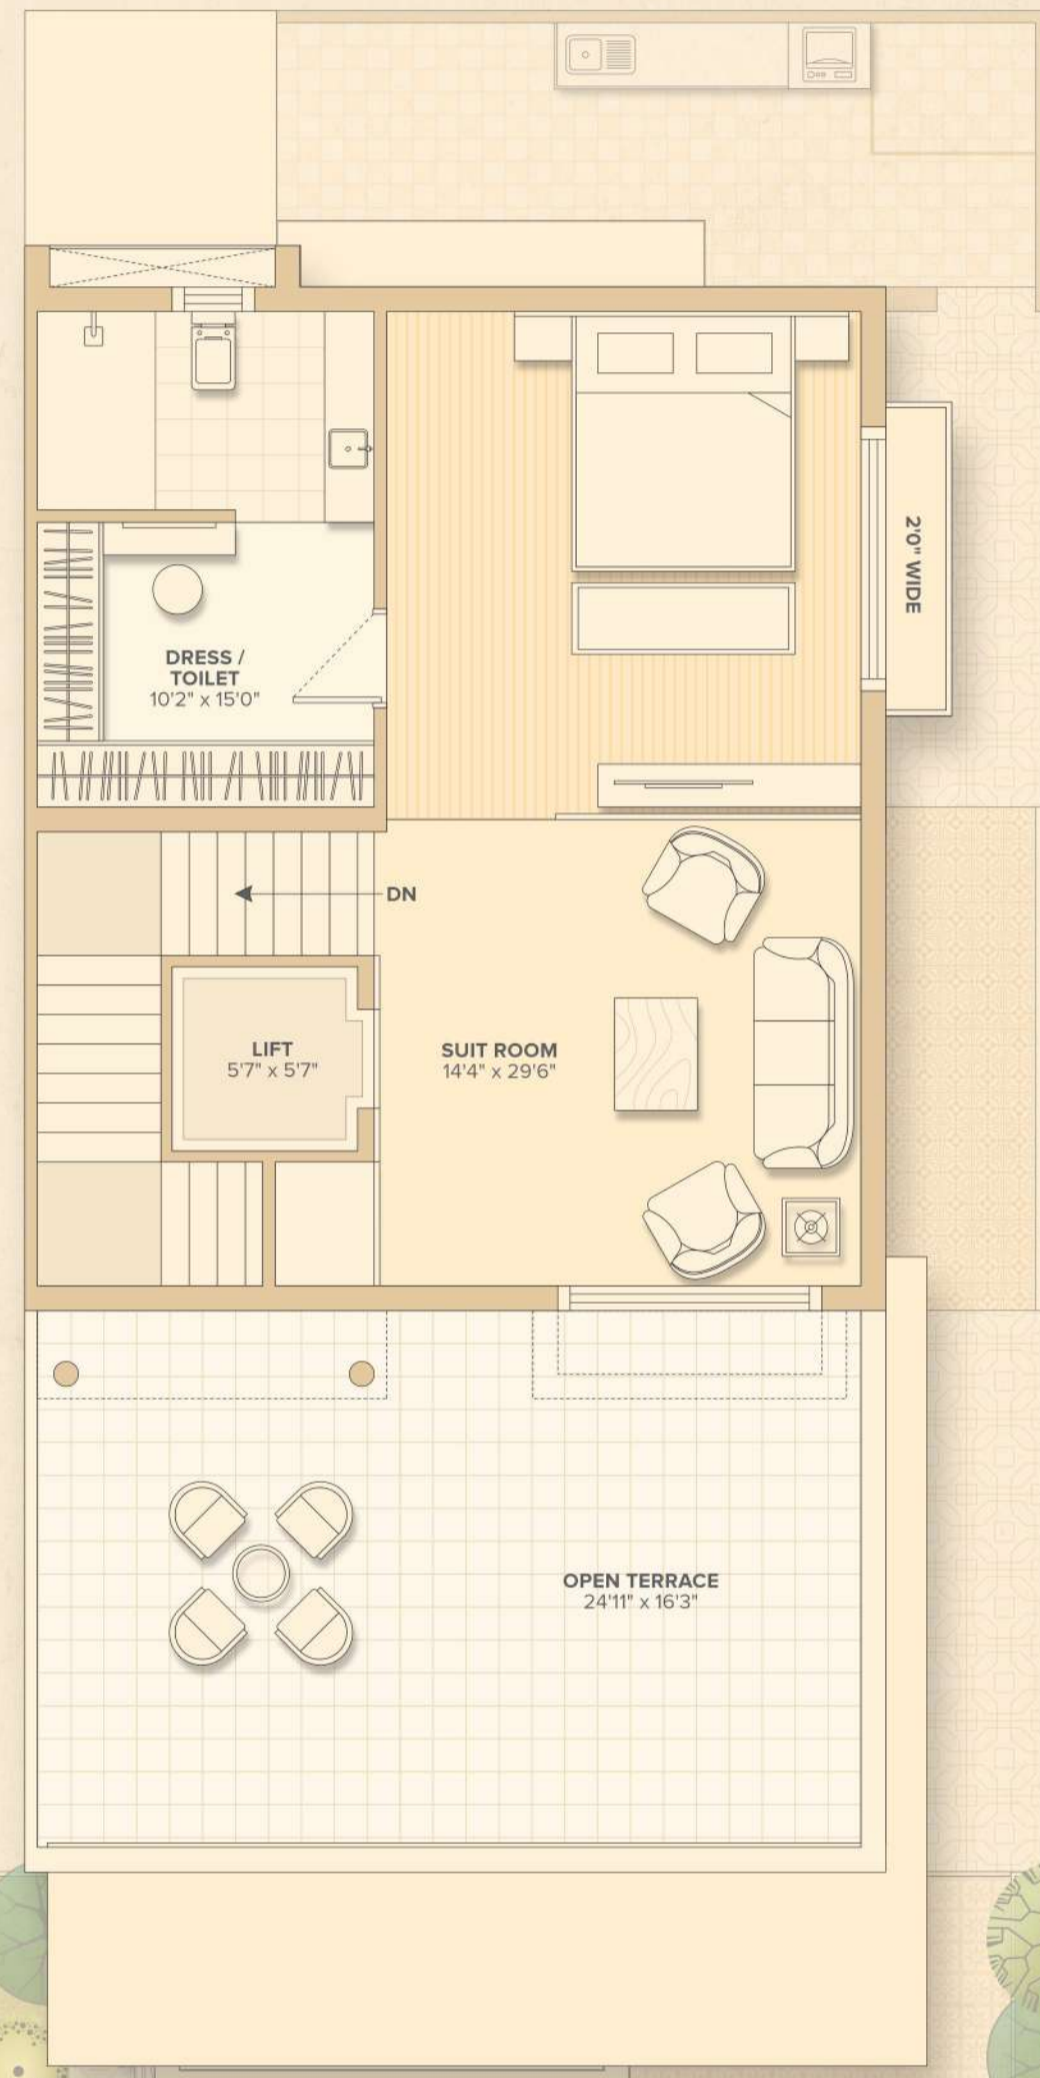 2'0" WIDE
DRESS /
TOILET
10'2" x 15'0"
DN
LIFT
5'7" x 5'7"
SUIT ROOM
14'4" x 29'6"
OPEN TERRACE
24'11" x 16'3"